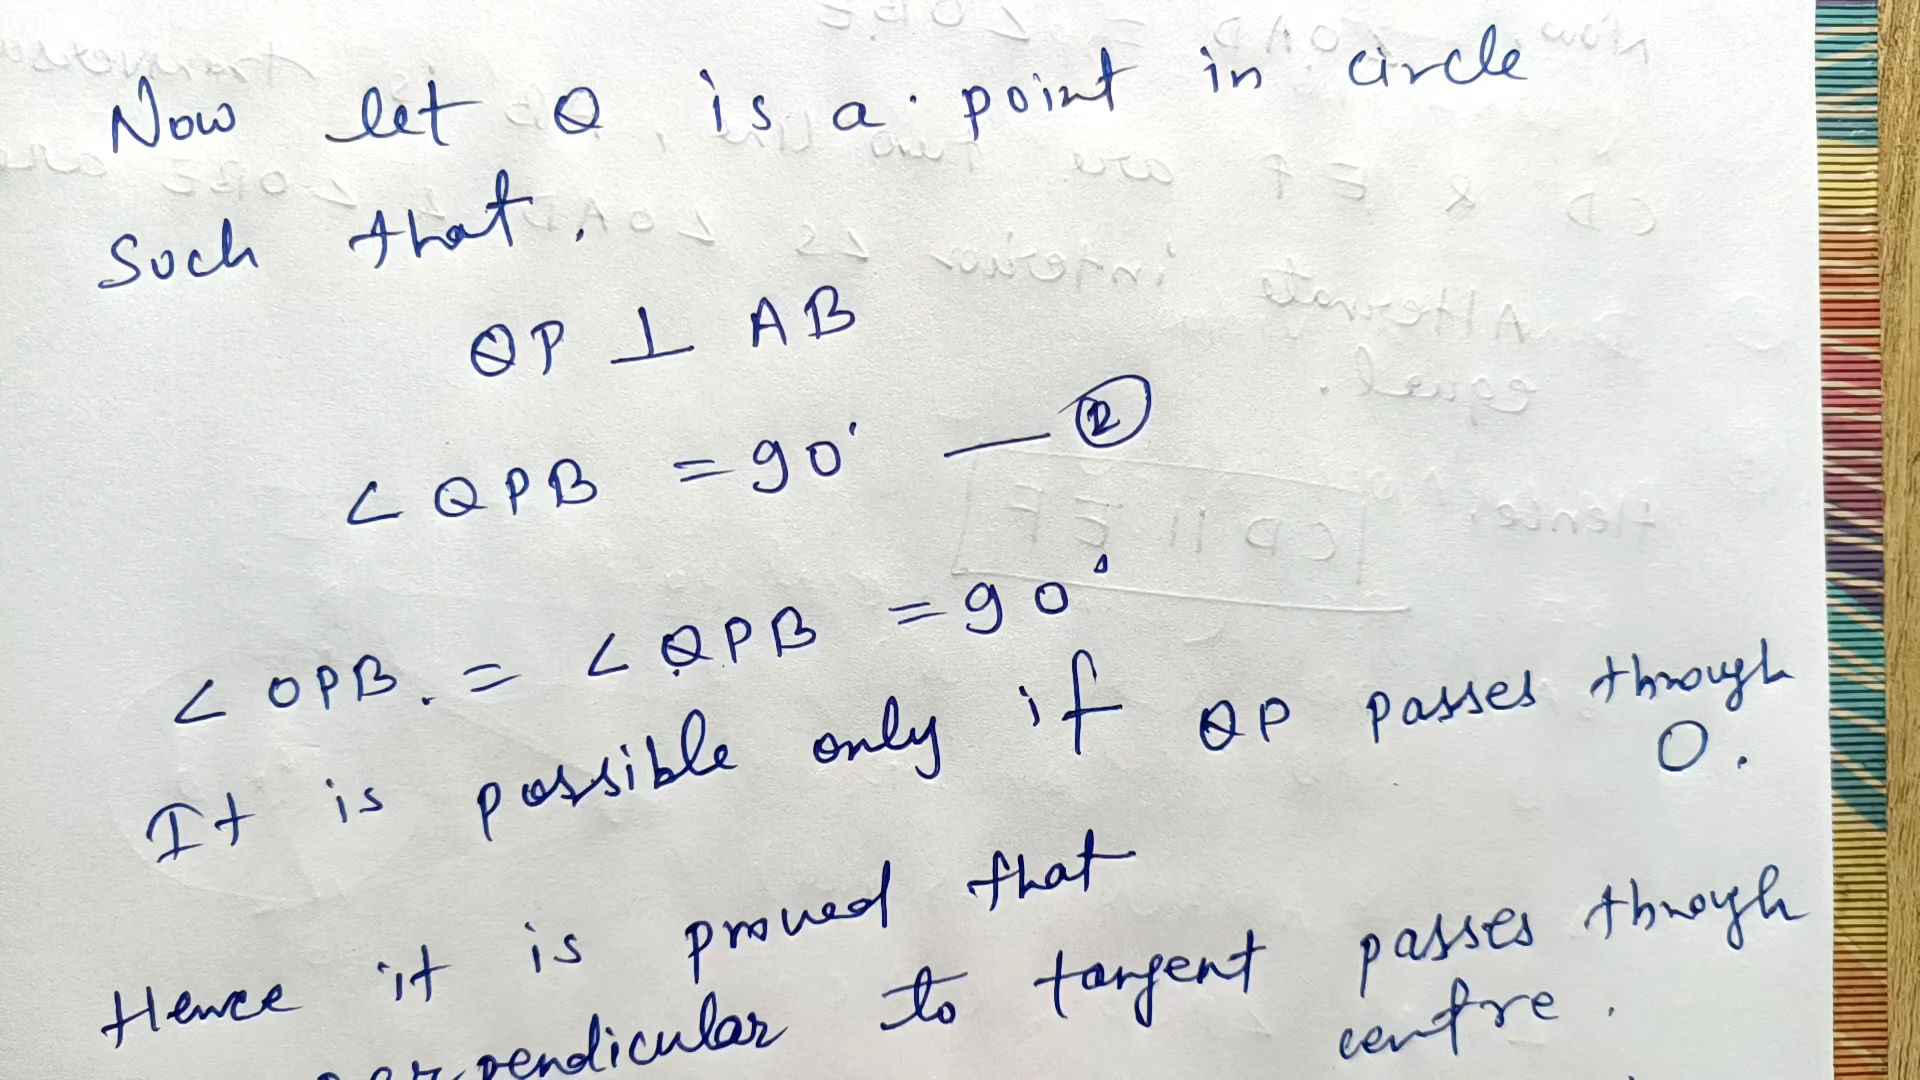 Now let Q is a point in circle
Such that.
QP ⊥ AB
∠ QPB = 90° — ②
∠ OPB. = ∠ QPB = 90°
It is possible only if QP passes through
O.
Hence it is proved that
perpendicular to tangent passes through
centre.